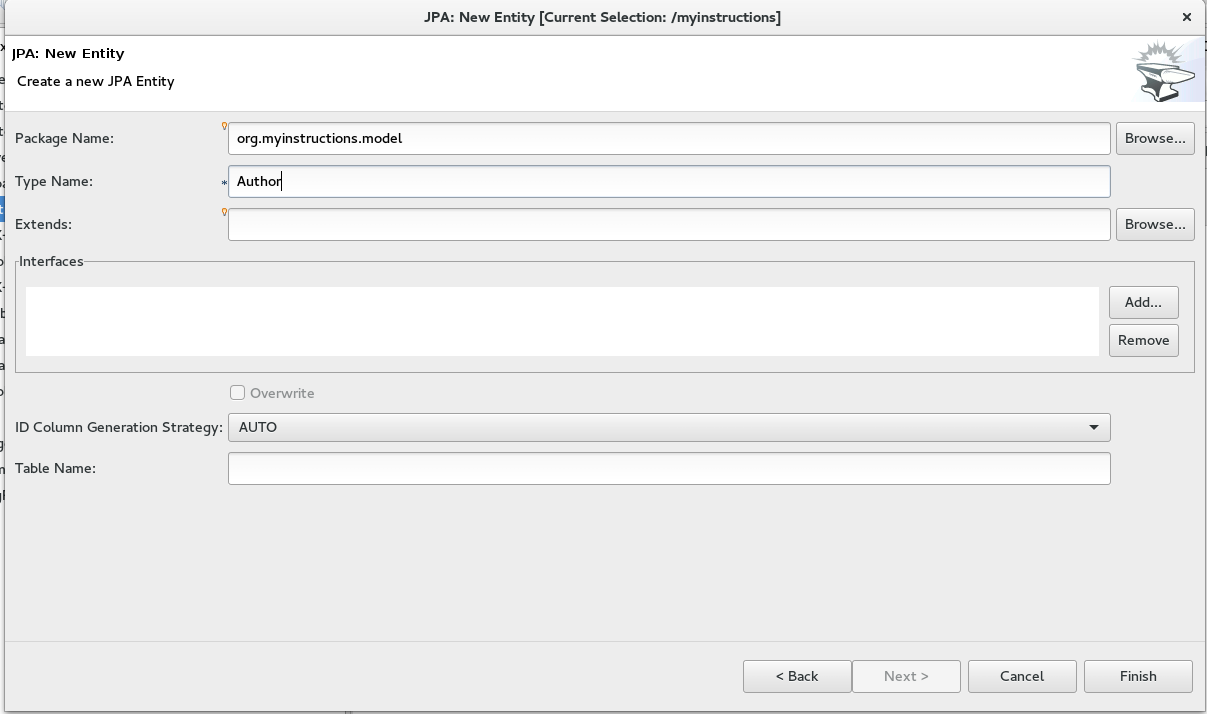 JPA: New Entity [Current Selection: /myinstructions]
JPA: New Entity
Create a new JPA Entity
Package Name: org.myinstructions.model Browse...
Type Name: * Author
Extends: Browse...
Interfaces
Add...
Remove
Overwrite
ID Column Generation Strategy: AUTO
Table Name:
< Back Next > Cancel Finish